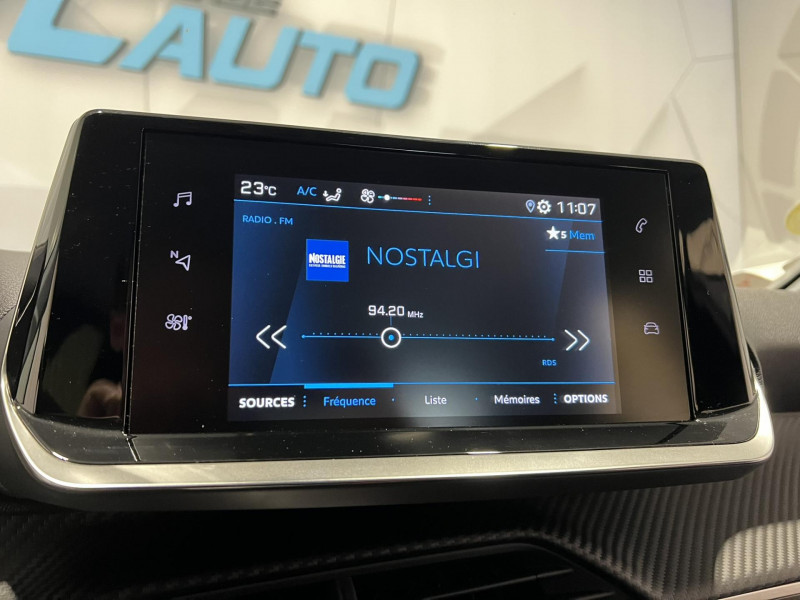 L'AUTO
23°C A/C 11:07
RADIO . FM
5 Mem
NOSTALGIE
NOSTALGI
94.20 MHz
N
RDS
SOURCES Fréquence Liste Mémoires OPTIONS